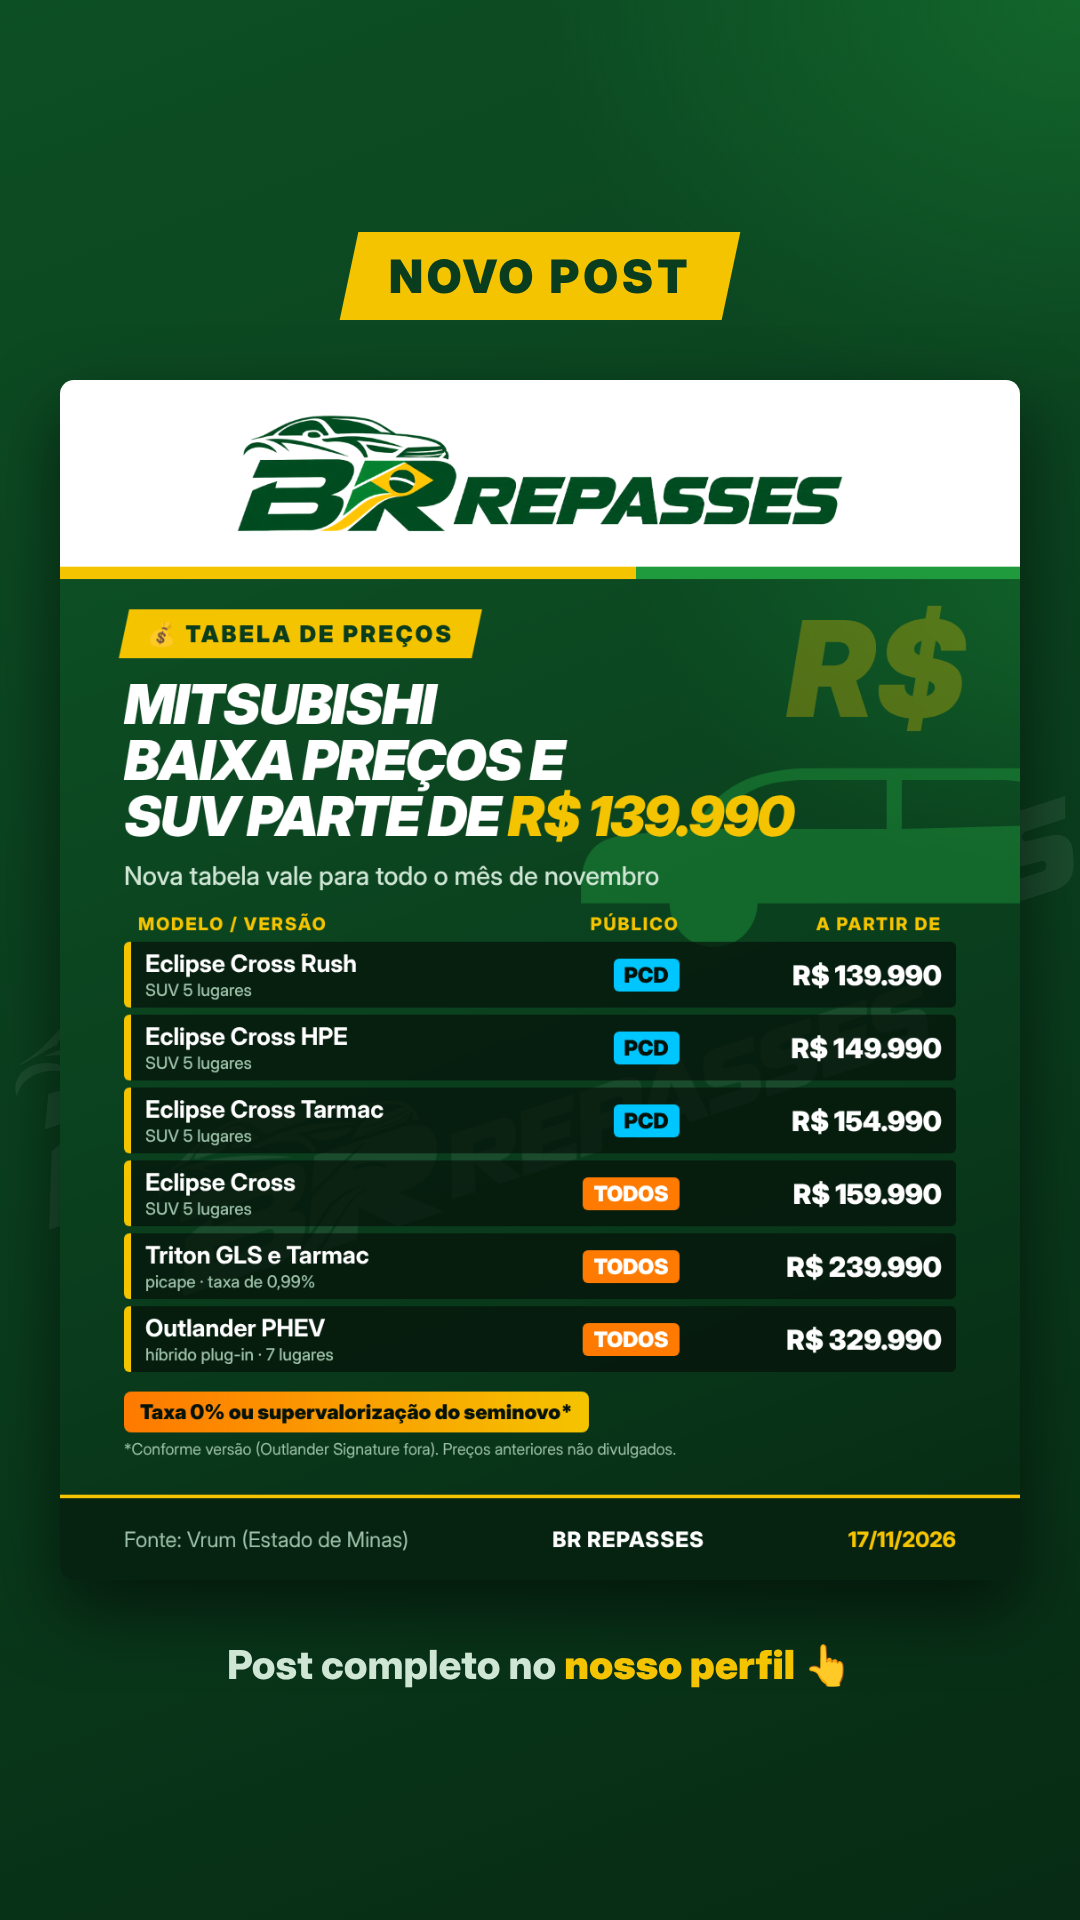 NOVO POST
BR REPASSES
💰 TABELA DE PREÇOS
R$
MITSUBISHI
BAIXA PREÇOS E
SUV PARTE DE R$ 139.990
Nova tabela vale para todo o mês de novembro
MODELO / VERSÃO PÚBLICO A PARTIR DE
Eclipse Cross Rush PCD R$ 139.990
SUV 5 lugares
Eclipse Cross HPE PCD R$ 149.990
SUV 5 lugares
Eclipse Cross Tarmac PCD R$ 154.990
SUV 5 lugares
Eclipse Cross TODOS R$ 159.990
SUV 5 lugares
Triton GLS e Tarmac TODOS R$ 239.990
picape · taxa de 0,99%
Outlander PHEV TODOS R$ 329.990
híbrido plug-in · 7 lugares
BR REPASSES
Taxa 0% ou supervalorização do seminovo*
*Conforme versão (Outlander Signature fora). Preços anteriores não divulgados.
Fonte: Vrum (Estado de Minas) BR REPASSES 17/11/2026
Post completo no nosso perfil 👆